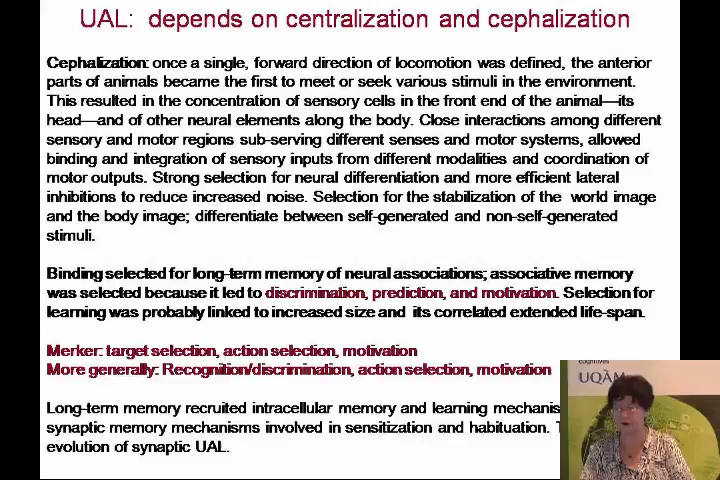 UAL: depends on centralization and cephalization
Cephalization: once a single, forward direction of locomotion was defined, the anterior
parts of animals became the first to meet or seek various stimuli in the environment.
This resulted in the concentration of sensory cells in the front end of the animal—its
head—and of other neural elements along the body. Close interactions among different
sensory and motor regions sub-serving different senses and motor systems, allowed
binding and integration of sensory inputs from different modalities and coordination of
motor outputs. Strong selection for neural differentiation and more efficient lateral
inhibitions to reduce increased noise. Selection for the stabilization of the world image
and the body image; differentiate between self-generated and non-self-generated
stimuli.
Binding selected for long-term memory of neural associations; associative memory
was selected because it led to discrimination, prediction, and motivation. Selection for
learning was probably linked to increased size and its correlated extended life-span.
Merker: target selection, action selection, motivation
More generally: Recognition/discrimination, action selection, motivation
cognitives
UQÀM
Long-term memory recruited intracellular memory and learning
synaptic memory mechanisms involved in sensitization and habituation.
evolution of synaptic UAL.